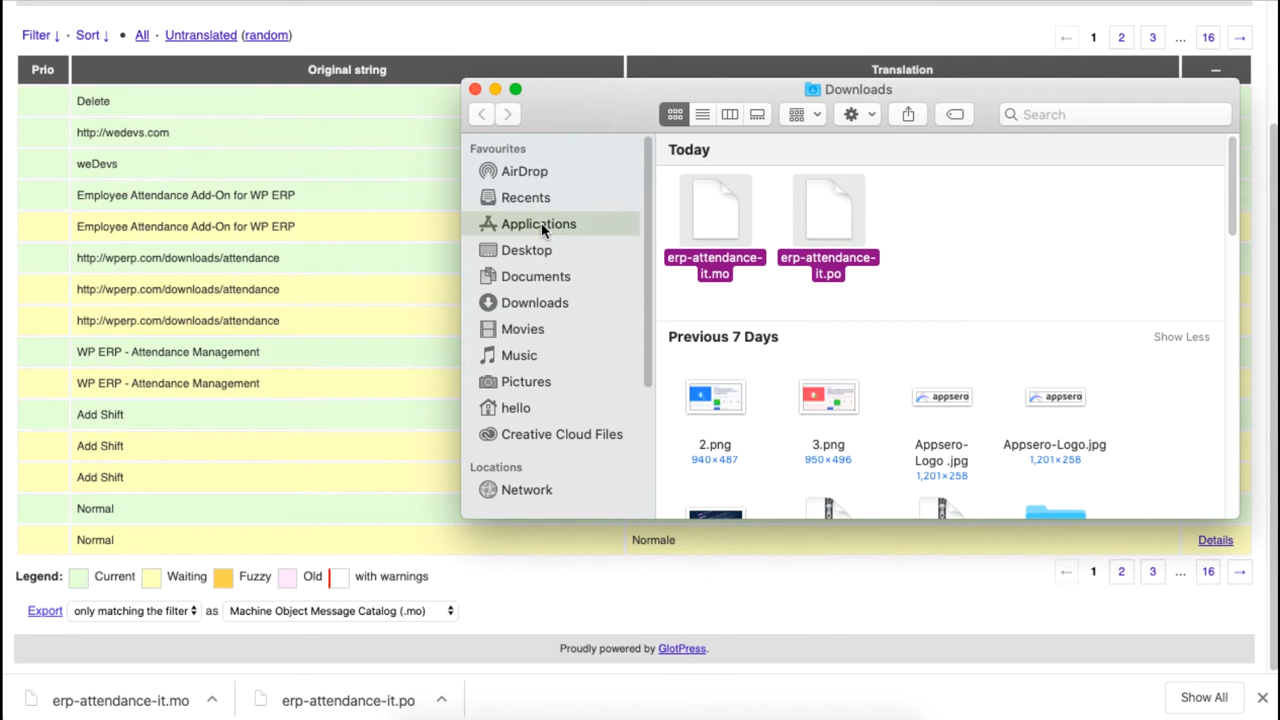 Filter ↓ · Sort ↓ • All · Untranslated (random)
← 1 2 3 ... 16 →
Prio Original string Translation —
Delete
http://wedevs.com
weDevs
Employee Attendance Add-On for WP ERP
Employee Attendance Add-On for WP ERP
http://wperp.com/downloads/attendance
http://wperp.com/downloads/attendance
http://wperp.com/downloads/attendance
WP ERP - Attendance Management
WP ERP - Attendance Management
Add Shift
Add Shift
Add Shift
Normal
Normal Normale Details
Downloads
Search
Favourites
AirDrop
Recents
Applications
Desktop
Documents
Downloads
Movies
Music
Pictures
hello
Creative Cloud Files
Locations
Network
Today
erp-attendance-
it.mo
erp-attendance-
it.po
Previous 7 Days Show Less
2.png
940×487
3.png
950×496
appsero
Appsero-
Logo .jpg
1,201×258
appsero
Appsero-Logo.jpg
1,201×258
← 1 2 3 ... 16 →
Legend: Current Waiting Fuzzy Old with warnings
Export only matching the filter as Machine Object Message Catalog (.mo)
Proudly powered by GlotPress.
erp-attendance-it.mo erp-attendance-it.po Show All